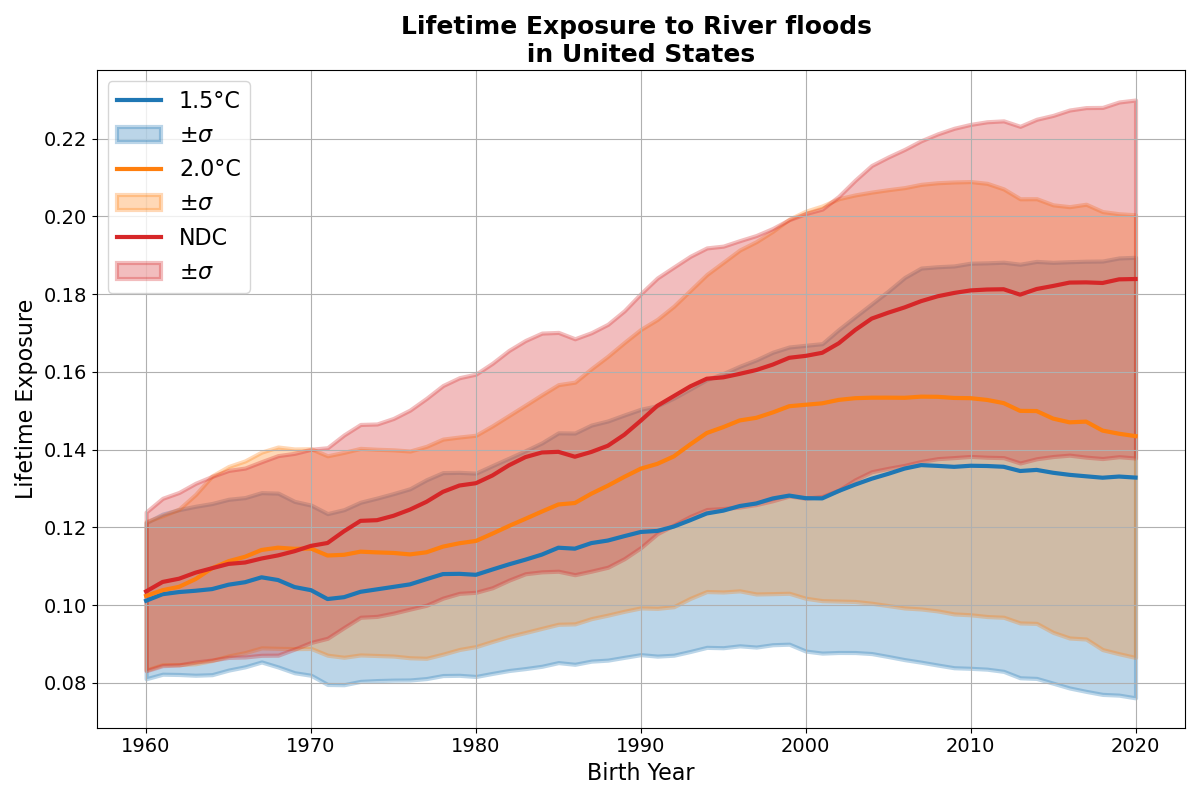 Lifetime Exposure to River floods
in United States
1.5°C
±σ
2.0°C
±σ
NDC
±σ
Lifetime Exposure
0.22
0.20
0.18
0.16
0.14
0.12
0.10
0.08
1960 1970 1980 1990 2000 2010 2020
Birth Year